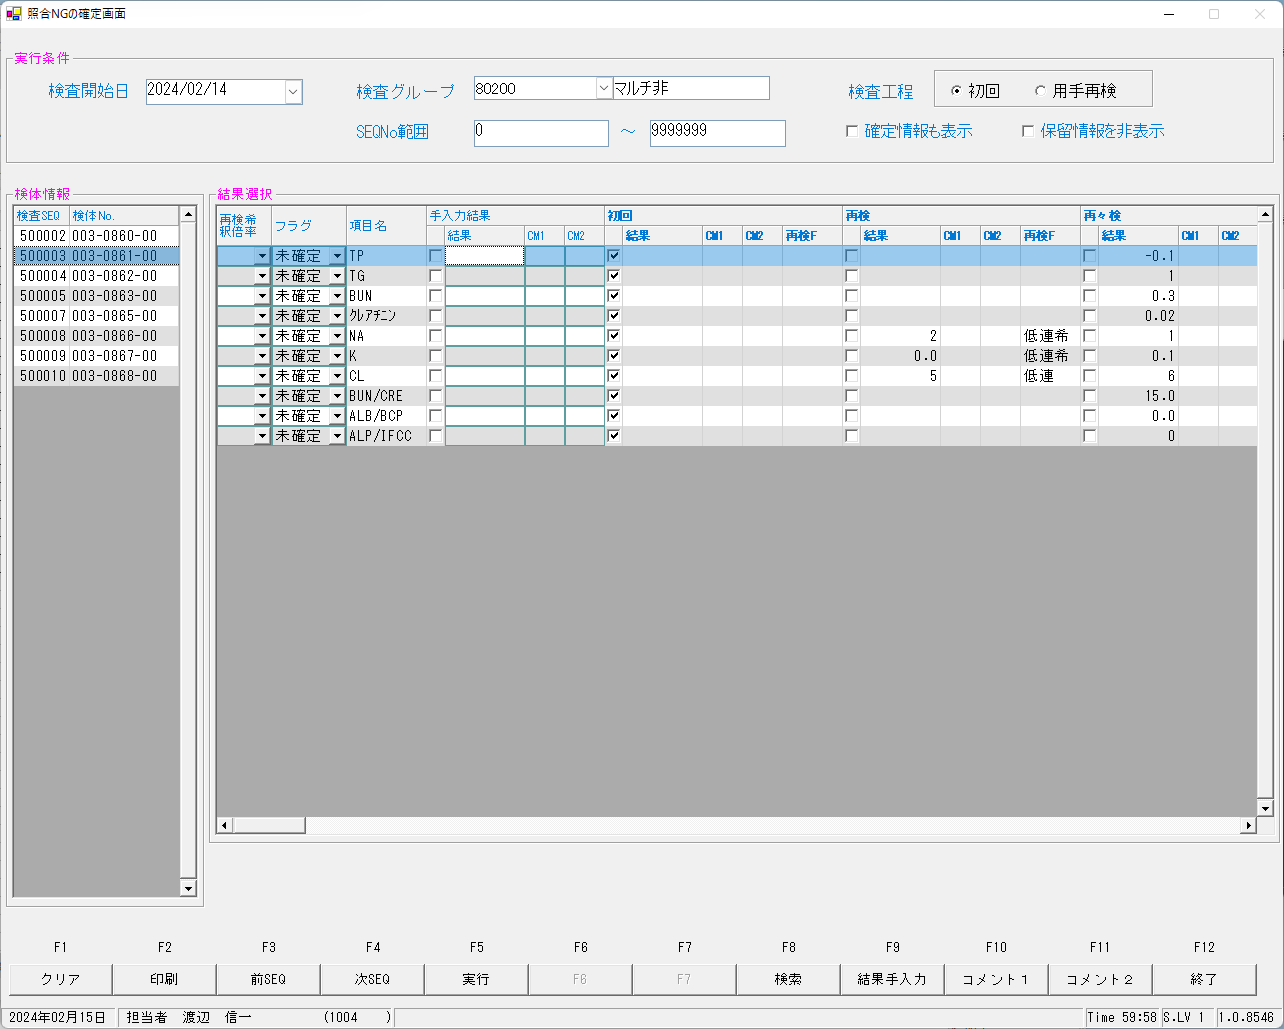 照合NGの確定画面
実行条件
検査開始日 2024/02/14 検査グループ 80200 マルチ非 検査工程 初回 用手再検
SEQNo範囲 0 ～ 9999999 確定情報も表示 保留情報を非表示
検体情報
検査SEQ 検体No.
500002 003-0860-00
500003 003-0861-00
500004 003-0862-00
500005 003-0863-00
500007 003-0865-00
500008 003-0866-00
500009 003-0867-00
500010 003-0868-00
結果選択
再検希釈倍率 フラグ 項目名 手入力結果 初回 再検 再々検
結果 CM1 CM2 結果 CM1 CM2 再検F 結果 CM1 CM2 再検F 結果 CM1 CM2
未確定 TP -0.1
未確定 TG 1
未確定 BUN 0.3
未確定 ｸﾚｱﾁﾆﾝ 0.02
未確定 NA 2 低連希 1
未確定 K 0.0 低連希 0.1
未確定 CL 5 低連 6
未確定 BUN/CRE 15.0
未確定 ALB/BCP 0.0
未確定 ALP/IFCC 0
F1 F2 F3 F4 F5 F6 F7 F8 F9 F10 F11 F12
クリア 印刷 前SEQ 次SEQ 実行 F6 F7 検索 結果手入力 コメント１ コメント２ 終了
2024年02月15日 担当者 渡辺 信一 (1004 ) Time 59:58 S.LV 1 1.0.8546